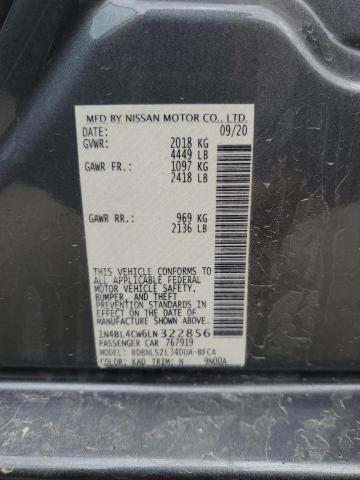 MFD BY NISSAN MOTOR CO., LTD.
DATE: 09/20
GVWR: 2018 KG
4449 LB
GAWR FR.: 1097 KG
2418 LB
GAWR RR.: 969 KG
2136 LB
THIS VEHICLE CONFORMS TO
ALL APPLICABLE FEDERAL
MOTOR VEHICLE SAFETY,
BUMPER, AND THEFT
PREVENTION STANDARDS IN
EFFECT ON THE DATE OF
MANUFACTURE SHOWN ABOVE.
1N4BL4CW6LN322856
PASSENGER CAR 767919
MODEL: BDBNLSZL34DUA-BFCA
COLOR: KAD TRIM: N 9N00A